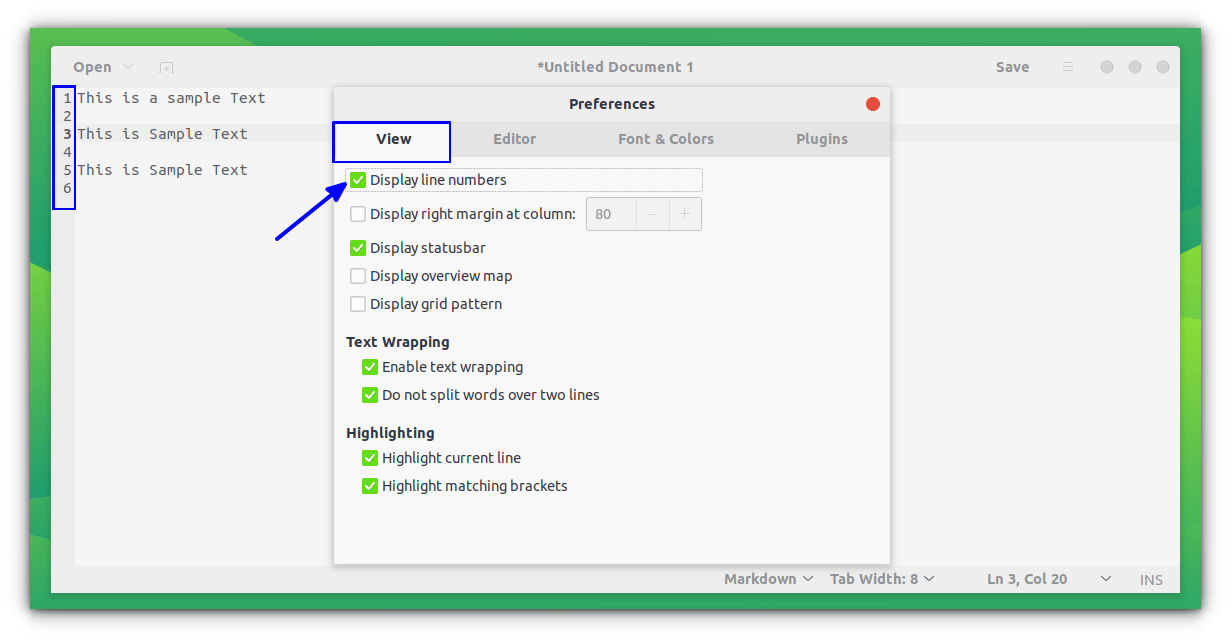 Open *Untitled Document 1 Save
1 This is a sample Text
2
3 This is Sample Text
4
5 This is Sample Text
6
Preferences
View Editor Font & Colors Plugins
Display line numbers
Display right margin at column: 80 − +
Display statusbar
Display overview map
Display grid pattern
Text Wrapping
Enable text wrapping
Do not split words over two lines
Highlighting
Highlight current line
Highlight matching brackets
Markdown Tab Width: 8 Ln 3, Col 20 INS